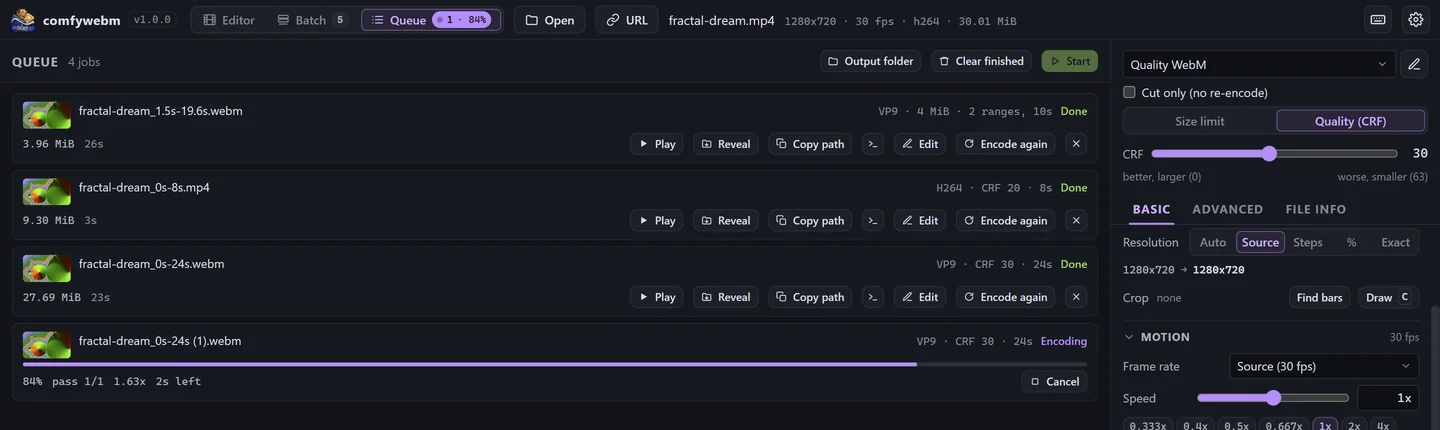 comfywebm v1.0.0 Editor Batch 5 Queue 1 · 84% Open URL fractal-dream.mp4 1280x720 · 30 fps · h264 · 30.01 MiB
QUEUE 4 jobs Output folder Clear finished Start
fractal-dream_1.5s-19.6s.webm VP9 · 4 MiB · 2 ranges, 10s Done
3.96 MiB 26s Play Reveal Copy path >_ Edit Encode again ×
fractal-dream_0s-8s.mp4 H264 · CRF 20 · 8s Done
9.30 MiB 3s Play Reveal Copy path >_ Edit Encode again ×
fractal-dream_0s-24s.webm VP9 · CRF 30 · 24s Done
27.69 MiB 23s Play Reveal Copy path >_ Edit Encode again ×
fractal-dream_0s-24s (1).webm VP9 · CRF 30 · 24s Encoding
84% pass 1/1 1.63x 2s left Cancel
Quality WebM
Cut only (no re-encode)
Size limit Quality (CRF)
CRF 30
better, larger (0) worse, smaller (63)
BASIC ADVANCED FILE INFO
Resolution Auto Source Steps % Exact
1280x720 → 1280x720
Crop none Find bars Draw C
MOTION 30 fps
Frame rate Source (30 fps)
Speed 1x
0.333x 0.4x 0.5x 0.667x 1x 2x 4x